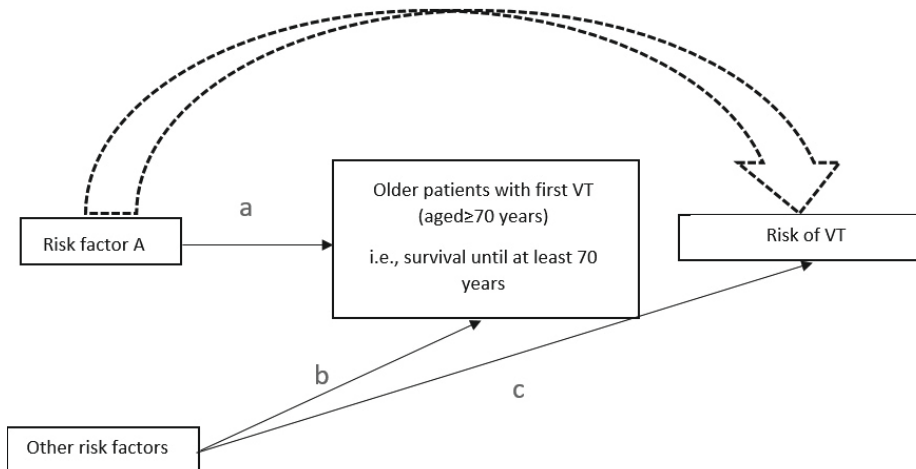 Older patients with first VT
(aged≥70 years)
i.e., survival until at least 70
years
a
Risk factor A
Risk of VT
b
c
Other risk factors